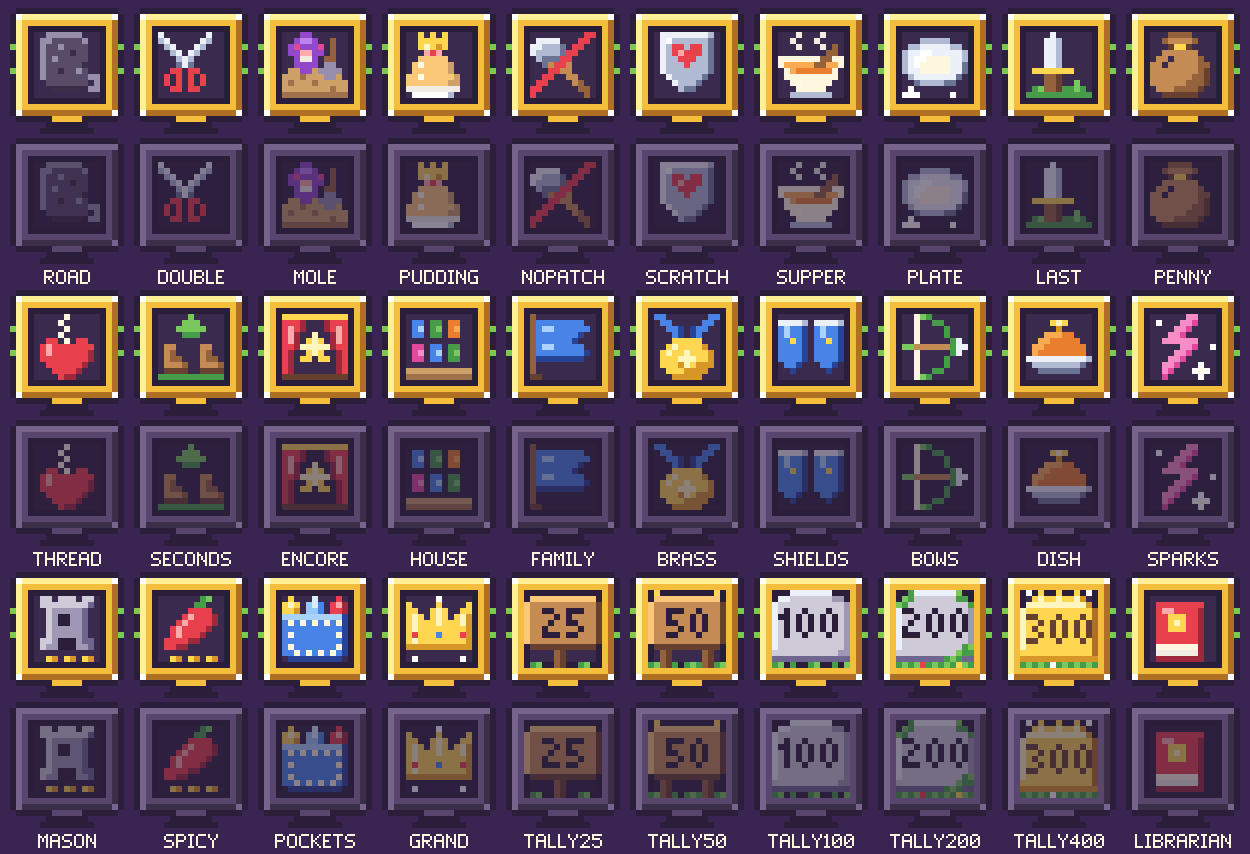 ROAD DOUBLE MOLE PUDDING NOPATCH SCRATCH SUPPER PLATE LAST PENNY
THREAD SECONDS ENCORE HOUSE FAMILY BRASS SHIELDS BOWS DISH SPARKS
25 50 100 200 300
25 50 100 200 300
MASON SPICY POCKETS GRAND TALLY25 TALLY50 TALLY100 TALLY200 TALLY400 LIBRARIAN